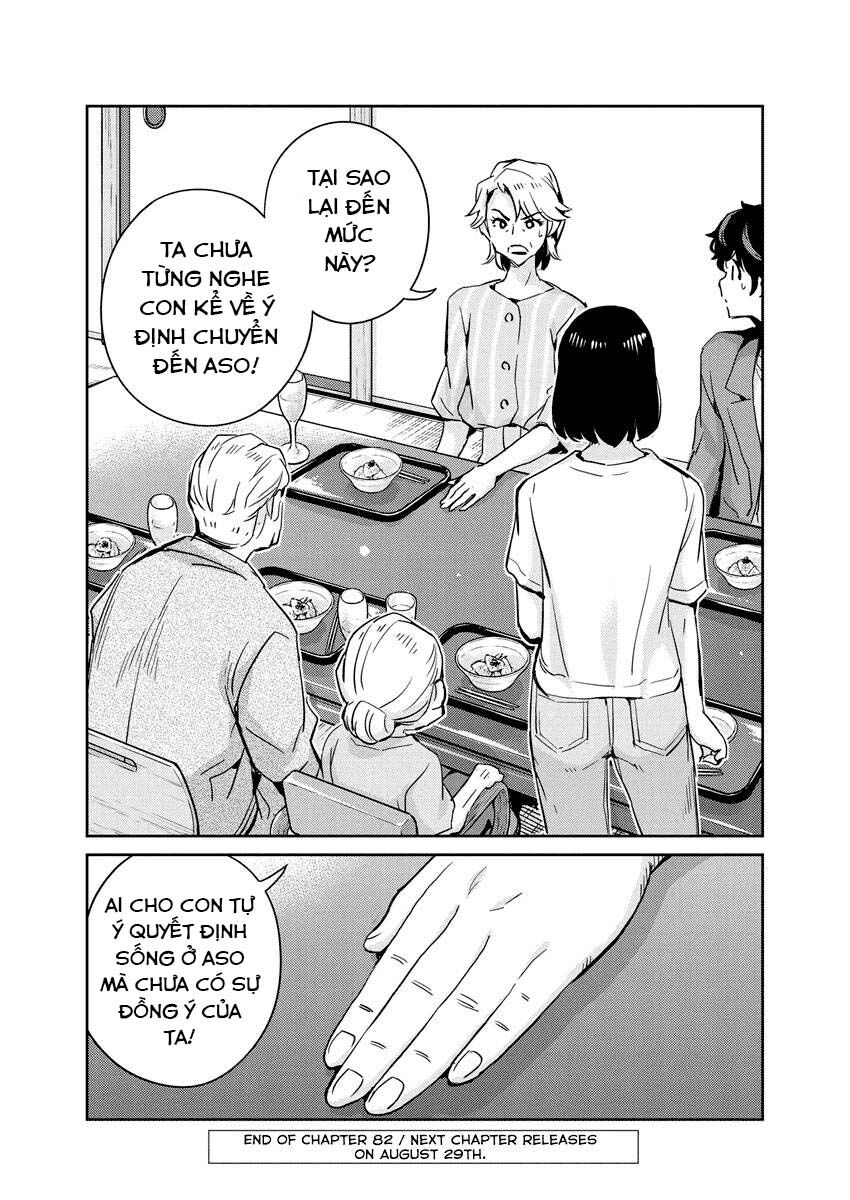 TẠI SAO
LẠI ĐẾN
MỨC
NÀY?
TA CHƯA
TỪNG NGHE
CON KỂ VỀ Ý
ĐỊNH CHUYỂN
ĐẾN ASO!
AI CHO CON TỰ
Ý QUYẾT ĐỊNH
SỐNG Ở ASO
MÀ CHƯA CÓ SỰ
ĐỒNG Ý CỦA
TA!
END OF CHAPTER 82 / NEXT CHAPTER RELEASES
ON AUGUST 29TH.